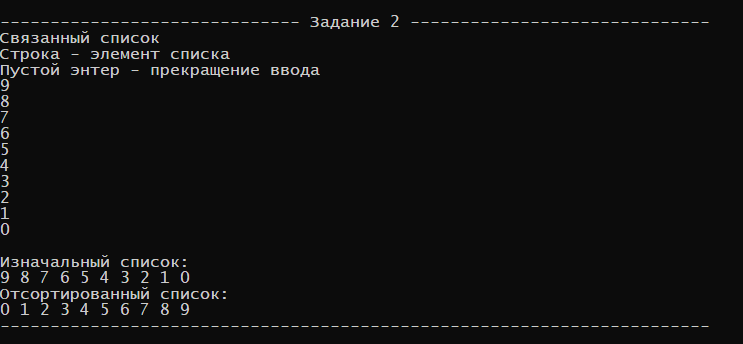 ------------------------------ Задание 2 ------------------------------
Связанный список
Строка - элемент списка
Пустой энтер - прекращение ввода
9
8
7
6
5
4
3
2
1
0
Изначальный список:
9 8 7 6 5 4 3 2 1 0
Отсортированный список:
0 1 2 3 4 5 6 7 8 9
-----------------------------------------------------------------------